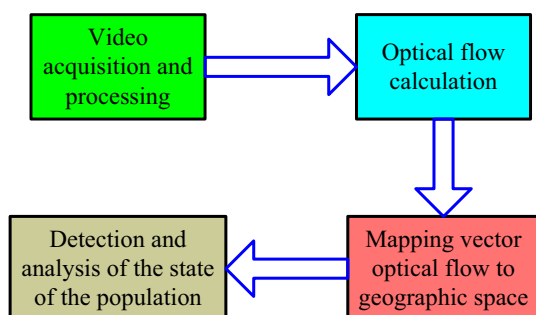 Video
acquisition and
processing
Optical flow
calculation
Mapping vector
optical flow to
geographic space
Detection and
analysis of the state
of the population